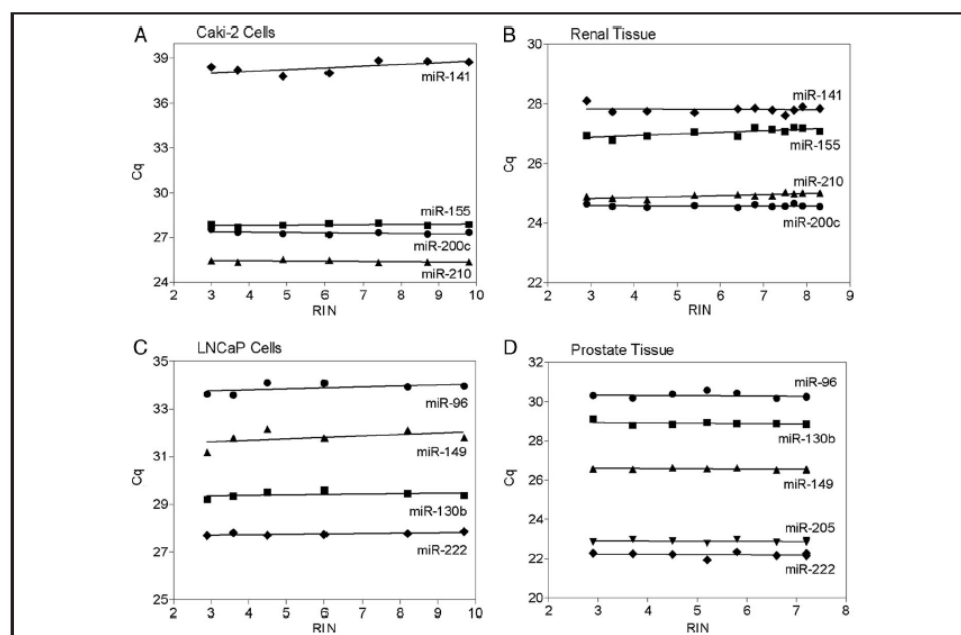 A Caki-2 Cells
39
36
33
30
27
24
Cq
miR-141
miR-155
miR-200c
miR-210
2 3 4 5 6 7 8 9 10
RIN
B Renal Tissue
30
28
26
24
22
Cq
miR-141
miR-155
miR-210
miR-200c
2 3 4 5 6 7 8 9
RIN
C LNCaP Cells
35
33
31
29
27
25
Cq
miR-96
miR-149
miR-130b
miR-222
2 3 4 5 6 7 8 9 10
RIN
D Prostate Tissue
32
30
28
26
24
22
20
Cq
miR-96
miR-130b
miR-149
miR-205
miR-222
2 3 4 5 6 7 8
RIN